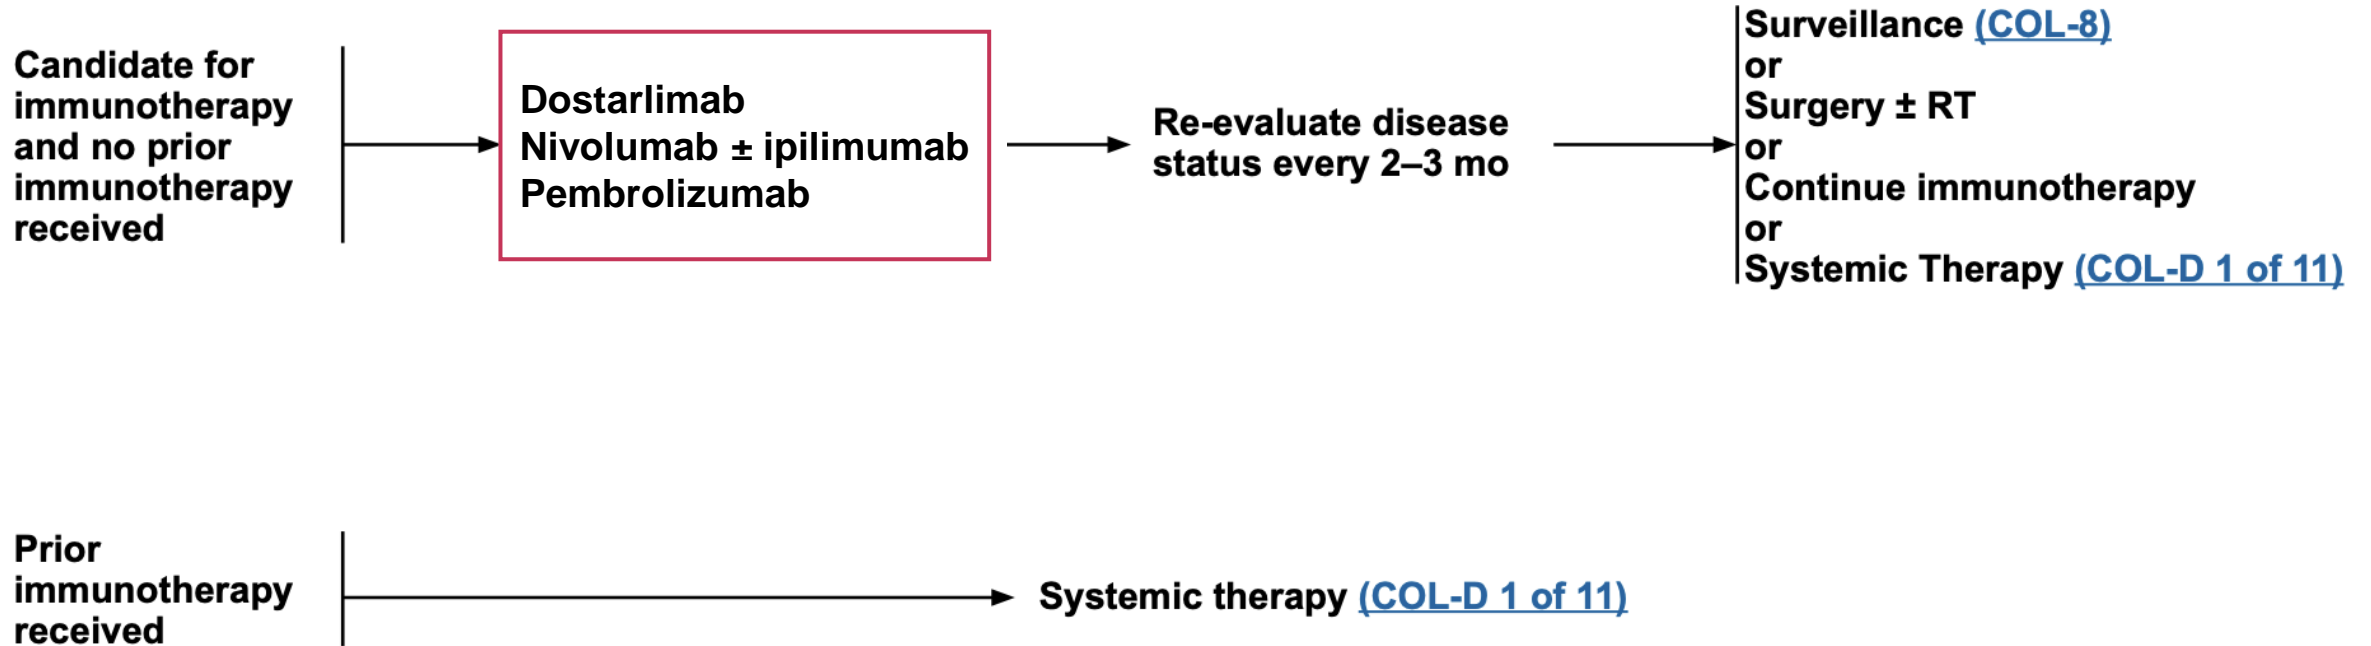 Candidate for
immunotherapy
and no prior
immunotherapy
received
Dostarlimab
Nivolumab ± ipilimumab
Pembrolizumab
Re-evaluate disease
status every 2–3 mo
Surveillance (COL-8)
or
Surgery ± RT
or
Continue immunotherapy
or
Systemic Therapy (COL-D 1 of 11)
Prior
immunotherapy
received
Systemic therapy (COL-D 1 of 11)